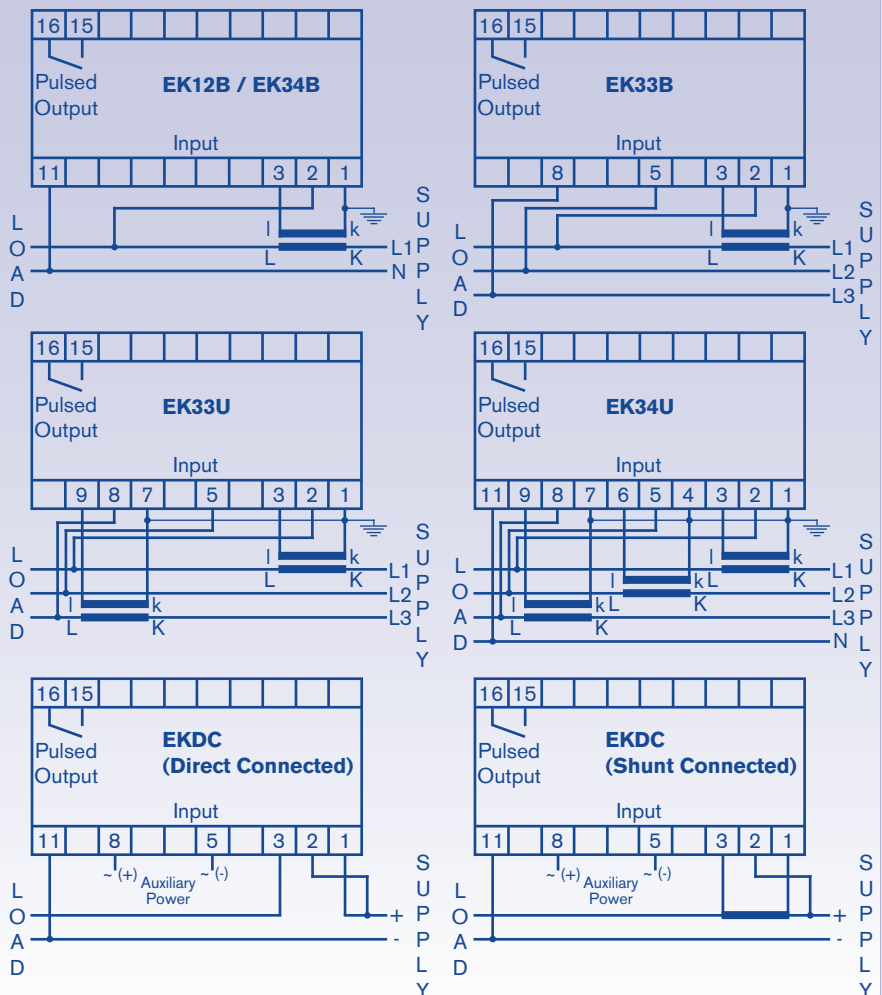 16 15
Pulsed
Output
EK12B / EK34B
Input
11 3 2 1
l k
L K
L1
N
LOAD
SUPPLY
16 15
Pulsed
Output
EK33B
Input
8 5 3 2 1
l k
L K
L1
L2
L3
LOAD
SUPPLY
16 15
Pulsed
Output
EK33U
Input
9 8 7 5 3 2 1
l k
L K
L1
L2
l k
L K
L3
LOAD
SUPPLY
16 15
Pulsed
Output
EK34U
Input
11 9 8 7 6 5 4 3 2 1
l k
L K
L1
l k
L K
L2
l k
L K
L3
N
LOAD
SUPPLY
16 15
Pulsed
Output
EKDC
(Direct Connected)
Input
11 8 5 3 2 1
~ (+) Auxiliary ~ (-)
Power
+
-
LOAD
SUPPLY
16 15
Pulsed
Output
EKDC
(Shunt Connected)
Input
11 8 5 3 2 1
~ (+) Auxiliary ~ (-)
Power
+
-
LOAD
SUPPLY